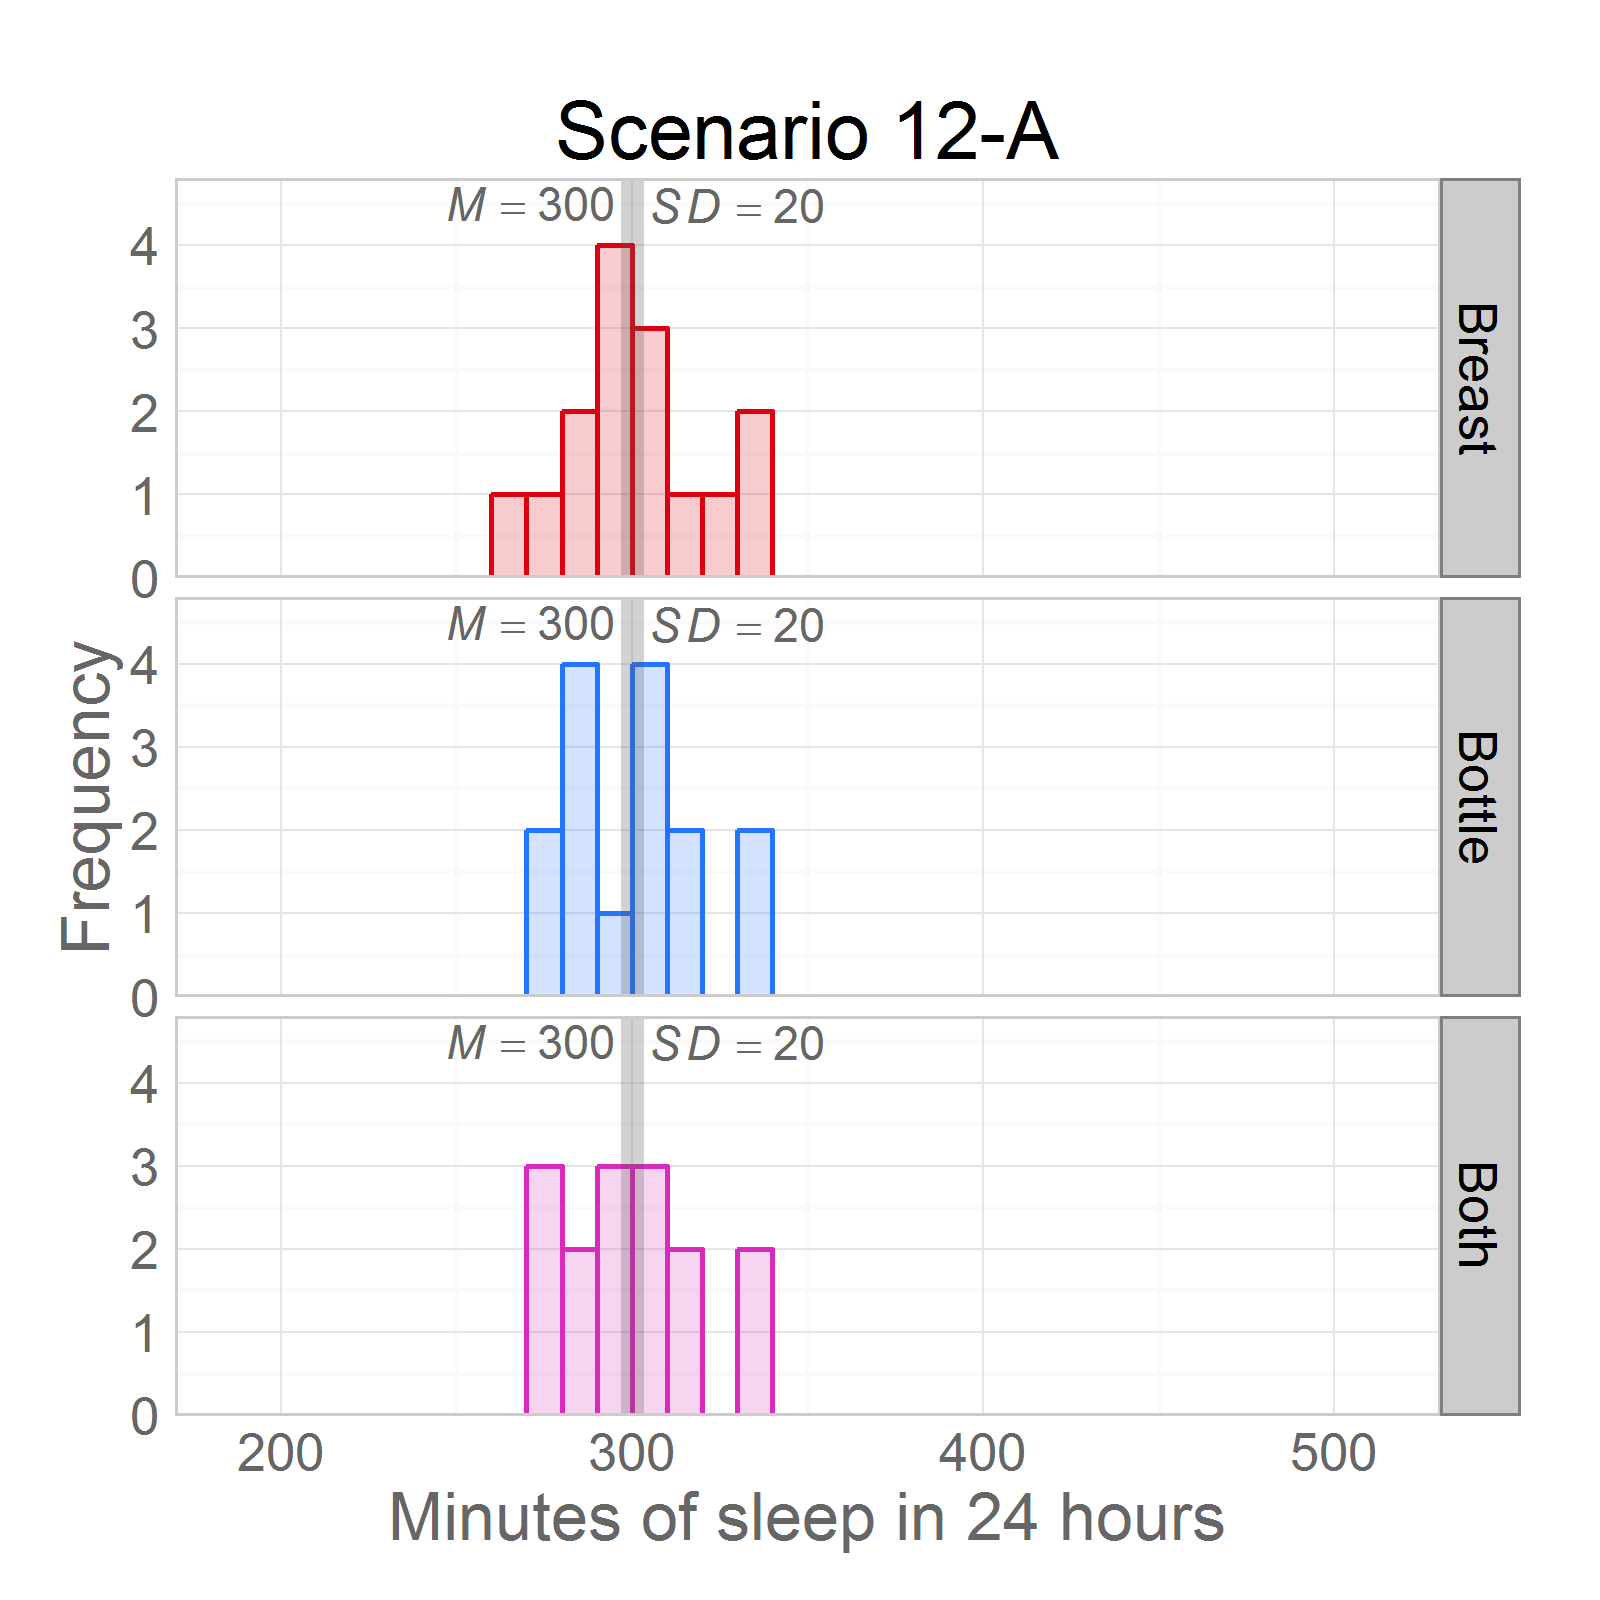 Scenario 12-A
M = 300 SD = 20
4
3
2
1
0
Breast
M = 300 SD = 20
4
3
2
1
0
Bottle
M = 300 SD = 20
4
3
2
1
0
Both
Frequency
200 300 400 500
Minutes of sleep in 24 hours